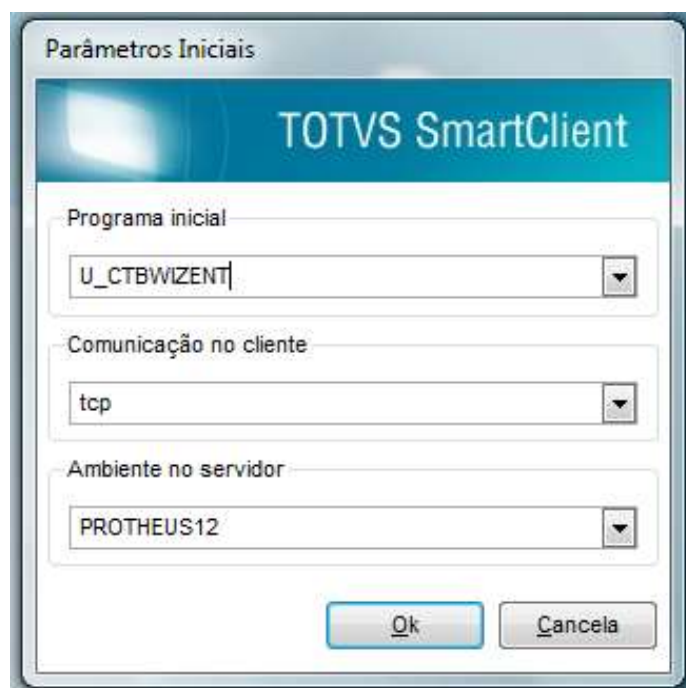 Parâmetros Iniciais
TOTVS SmartClient
Programa inicial
U_CTBWIZENT
Comunicação no cliente
tcp
Ambiente no servidor
PROTHEUS12
Ok
Cancela